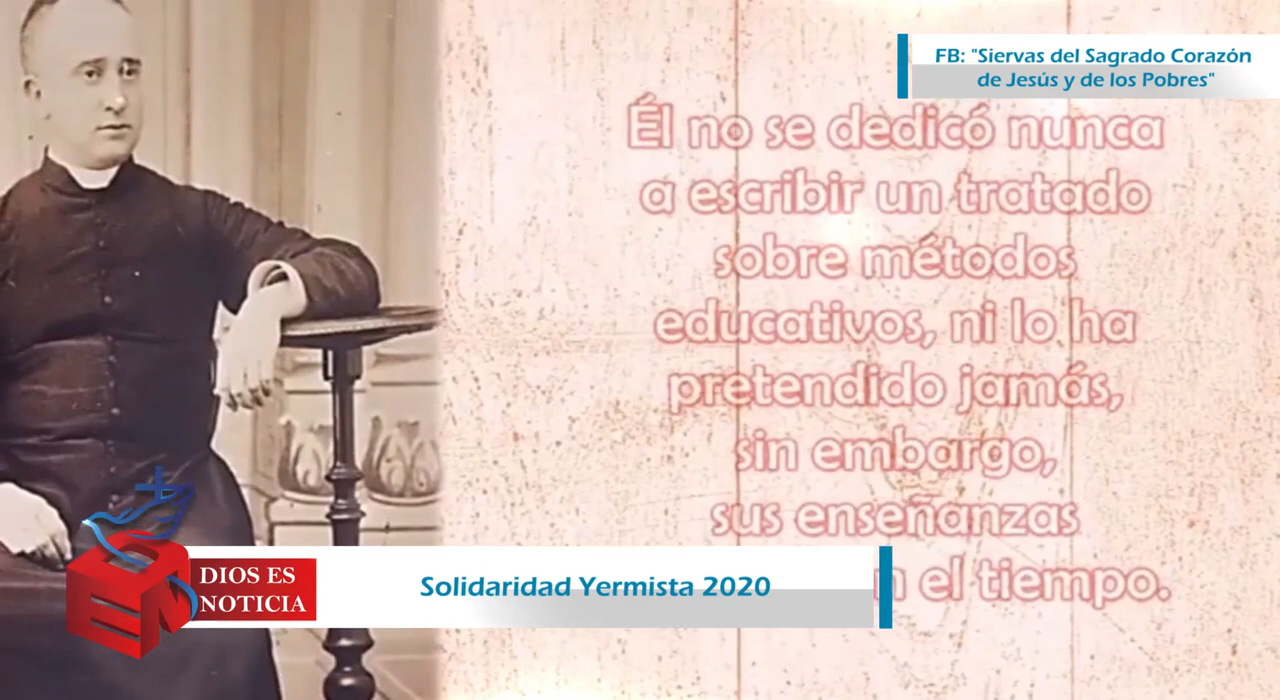 FB: "Siervas del Sagrado Corazón
de Jesús y de los Pobres"
Él no se dedicó nunca
a escribir un tratado
sobre métodos
educativos, ni lo ha
pretendido jamás,
sin embargo,
sus enseñanzas
el tiempo.
DEN
DIOS ES
NOTICIA
Solidaridad Yermista 2020